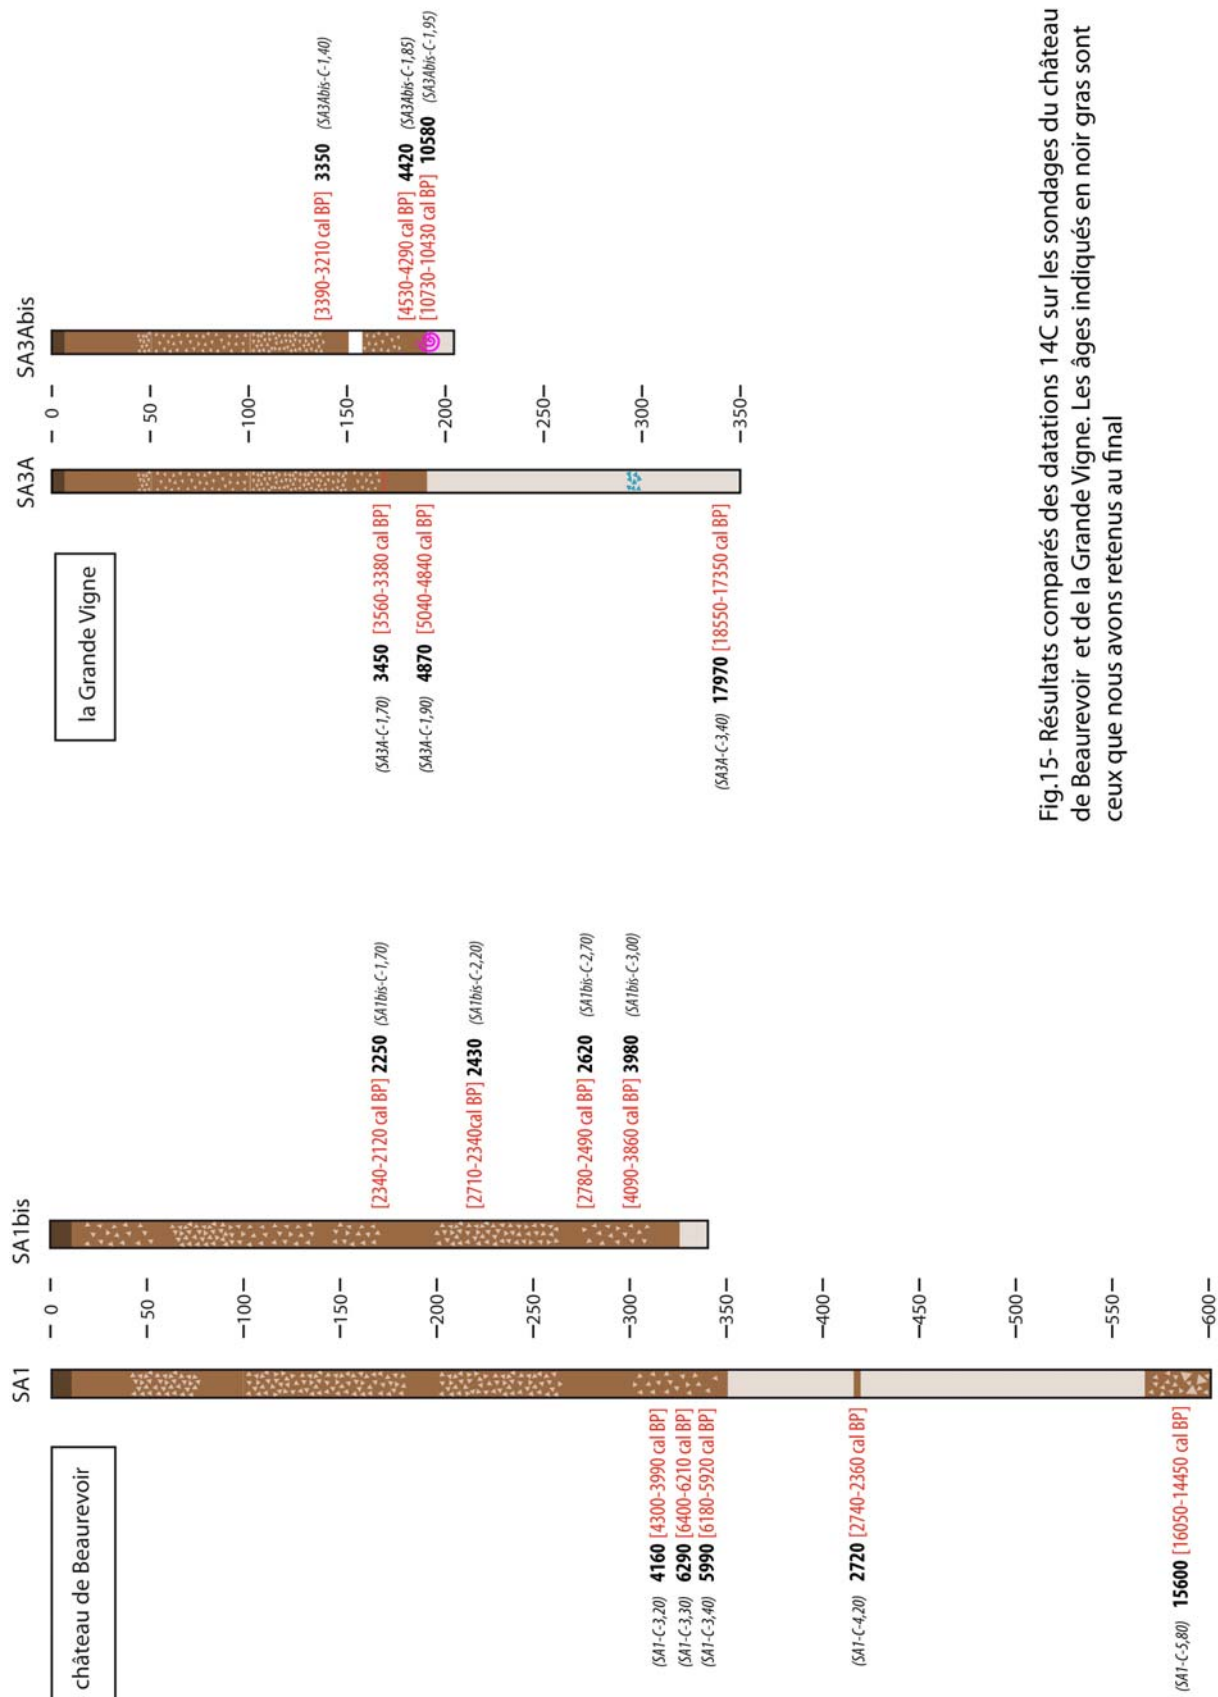 château de Beaurevoir
SA1
SA1bis
0
−50
−100
−150
−200
−250
−300
−350
−400
−450
−500
−550
−600
(SA1-C-3,20) 4160 [4300-3990 cal BP]
(SA1-C-3,30) 6290 [6400-6210 cal BP]
(SA1-C-3,40) 5990 [6180-5920 cal BP]
(SA1-C-4,20) 2720 [2740-2360 cal BP]
(SA1-C-5,80) 15600 [16050-14450 cal BP]
[2340-2120 cal BP] 2250 (SA1bis-C-1,70)
[2710-2340cal BP] 2430 (SA1bis-C-2,20)
[2780-2490 cal BP] 2620 (SA1bis-C-2,70)
[4090-3860 cal BP] 3980 (SA1bis-C-3,00)
la Grande Vigne
SA3A
SA3Abis
0
−50
−100
−150
−200
−250
−300
−350
(SA3A-C-1,70) 3450 [3560-3380 cal BP]
(SA3A-C-1,90) 4870 [5040-4840 cal BP]
(SA3A-C-3,40) 17970 [18550-17350 cal BP]
[3390-3210 cal BP] 3350 (SA3Abis-C-1,40)
[4530-4290 cal BP] 4420 (SA3Abis-C-1,85)
[10730-10430 cal BP] 10580 (SA3Abis-C-1,95)
Fig.15- Résultats comparés des datations 14C sur les sondages du château
de Beaurevoir et de la Grande Vigne. Les âges indiqués en noir gras sont
ceux que nous avons retenus au final